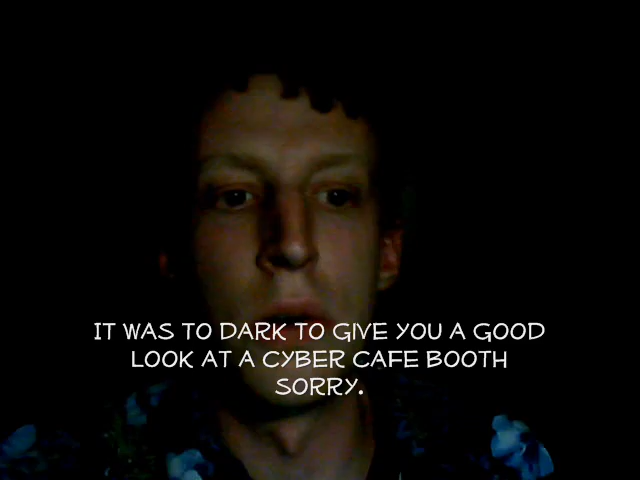 IT WAS TO DARK TO GIVE YOU A GOOD
LOOK AT A CYBER CAFE BOOTH
SORRY.